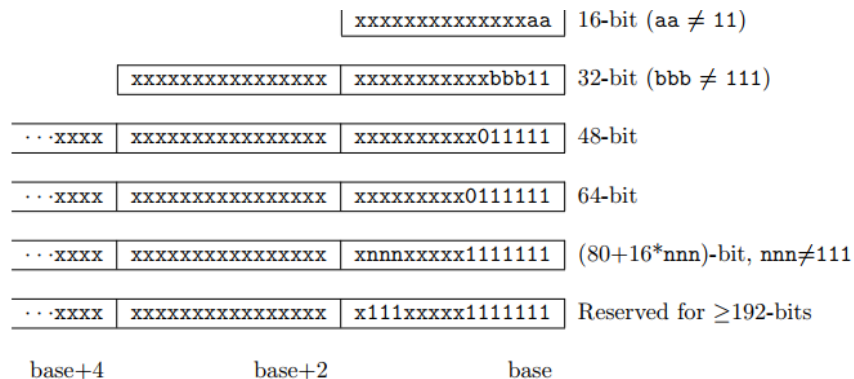 xxxxxxxxxxxxxxaa 16-bit (aa ≠ 11)
xxxxxxxxxxxxxxxx xxxxxxxxxxxbbb11 32-bit (bbb ≠ 111)
···xxxx xxxxxxxxxxxxxxxx xxxxxxxxxx011111 48-bit
···xxxx xxxxxxxxxxxxxxxx xxxxxxxxx0111111 64-bit
···xxxx xxxxxxxxxxxxxxxx xnnnxxxxx1111111 (80+16*nnn)-bit, nnn≠111
···xxxx xxxxxxxxxxxxxxxx x111xxxxx1111111 Reserved for ≥192-bits
base+4 base+2 base